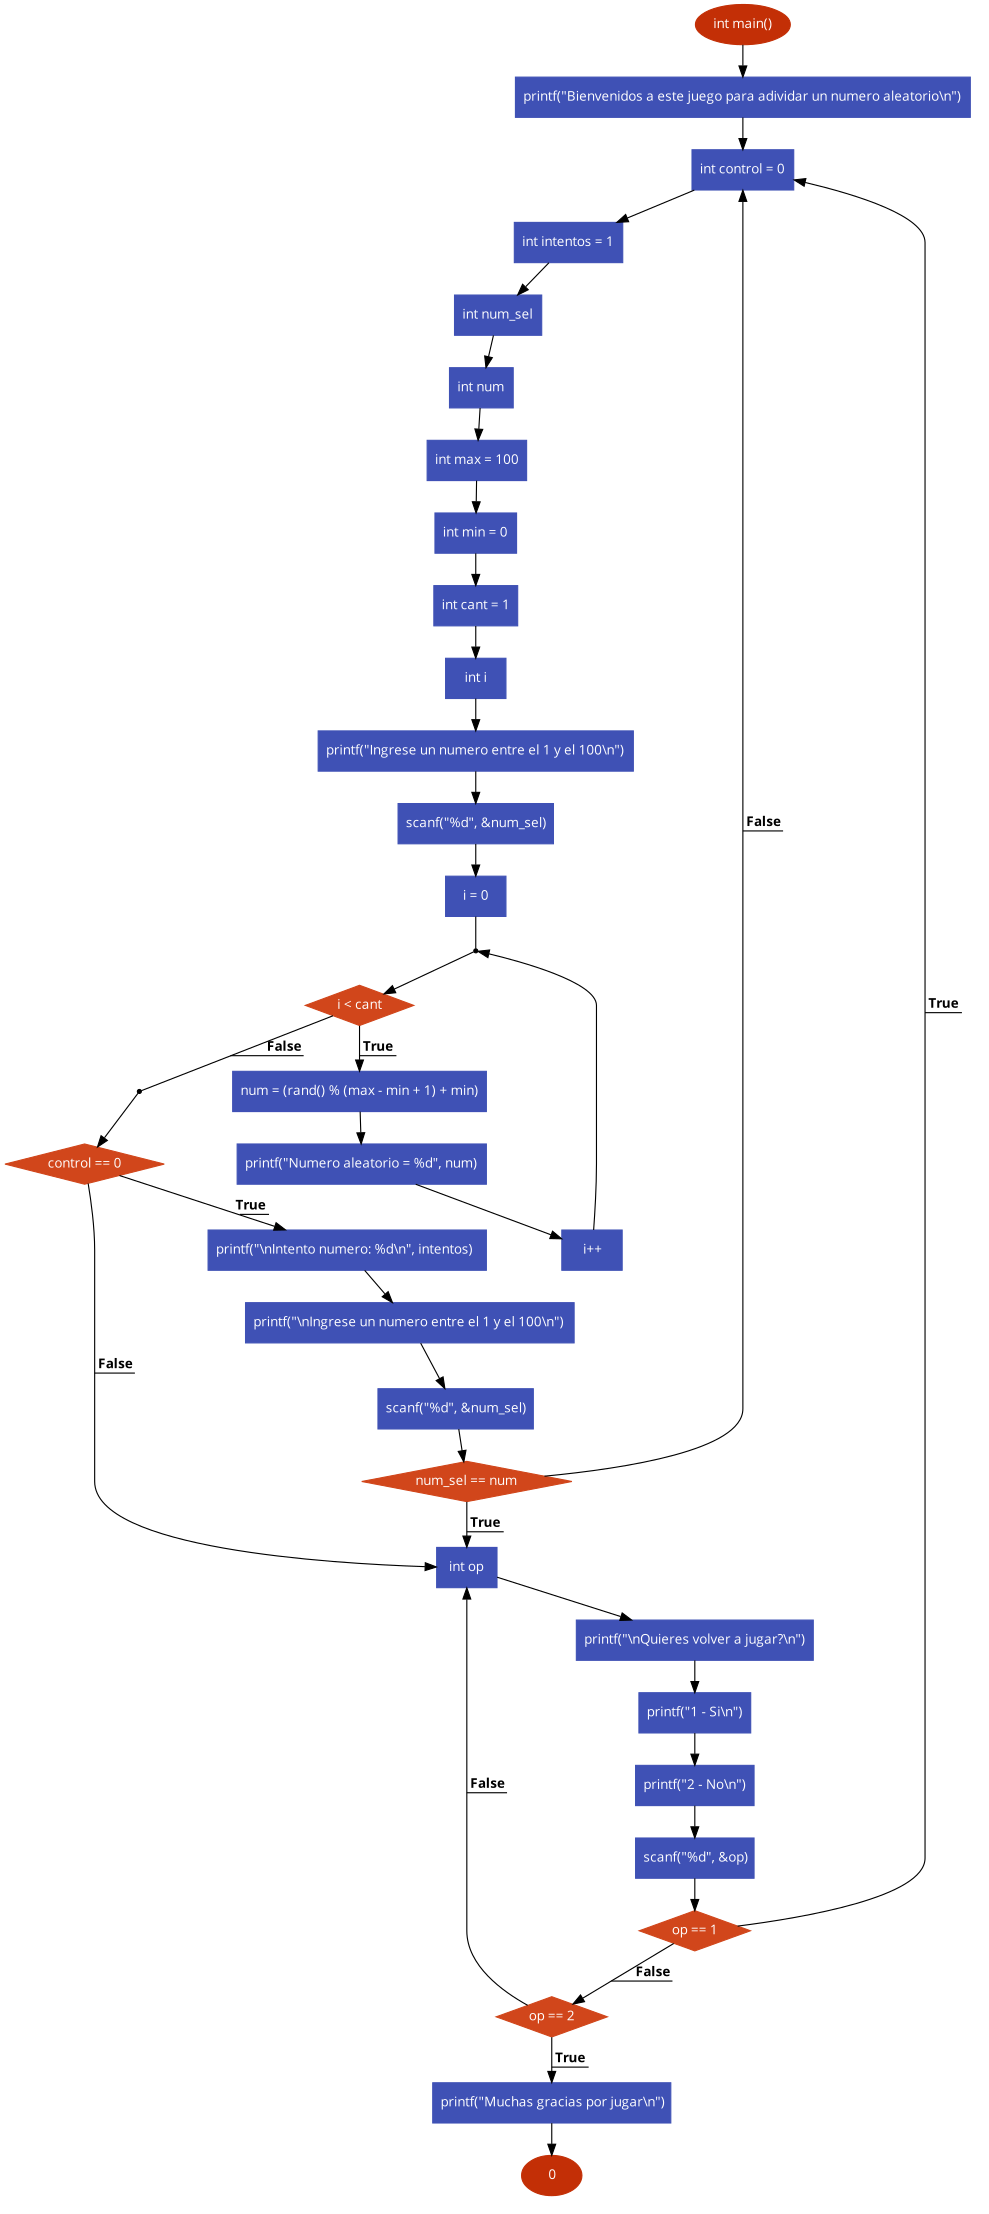 int main()
printf("Bienvenidos a este juego para adividar un numero aleatorio\n")
int control = 0
int intentos = 1
int num_sel
int num
int max = 100
int min = 0
int cant = 1
int i
printf("Ingrese un numero entre el 1 y el 100\n")
scanf("%d", &num_sel)
False
i = 0
i < cant
True
False
True
num = (rand() % (max - min + 1) + min)
control == 0
printf("Numero aleatorio = %d", num)
True
printf("\nIntento numero: %d\n", intentos)
i++
printf("\nIngrese un numero entre el 1 y el 100\n")
False
scanf("%d", &num_sel)
num_sel == num
True
int op
printf("\nQuieres volver a jugar?\n")
printf("1 - Si\n")
False
printf("2 - No\n")
scanf("%d", &op)
op == 1
False
op == 2
True
printf("Muchas gracias por jugar\n")
0